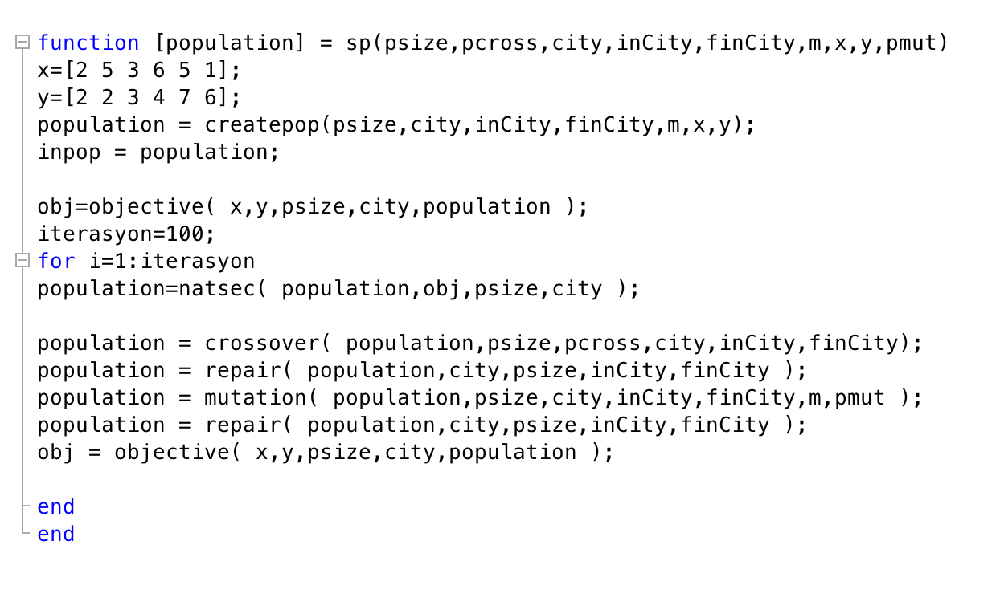 function [population] = sp(psize,pcross,city,inCity,finCity,m,x,y,pmut)
x=[2 5 3 6 5 1];
y=[2 2 3 4 7 6];
population = createpop(psize,city,inCity,finCity,m,x,y);
inpop = population;
obj=objective( x,y,psize,city,population );
iterasyon=100;
for i=1:iterasyon
population=natsec( population,obj,psize,city );
population = crossover( population,psize,pcross,city,inCity,finCity);
population = repair( population,city,psize,inCity,finCity );
population = mutation( population,psize,city,inCity,finCity,m,pmut );
population = repair( population,city,psize,inCity,finCity );
obj = objective( x,y,psize,city,population );
end
end